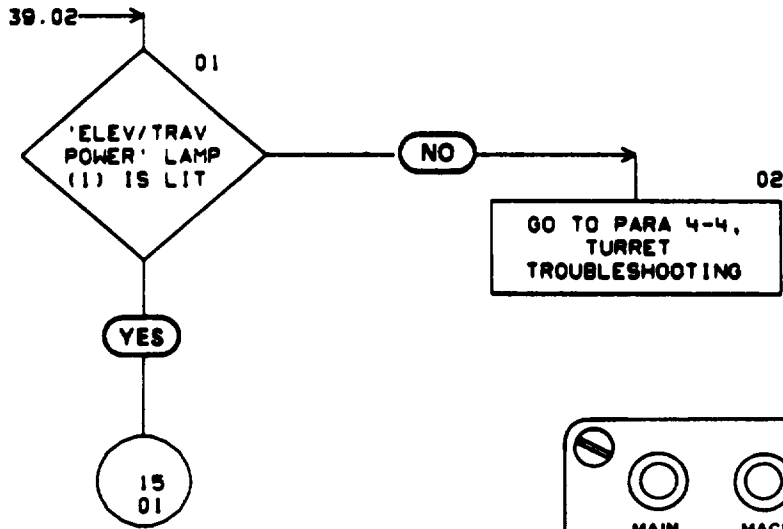 39.02
01
'ELEV/TRAV
POWER' LAMP
(1) IS LIT
NO
02
GO TO PARA 4-4,
TURRET
TROUBLESHOOTING
YES
15
01
MAIN